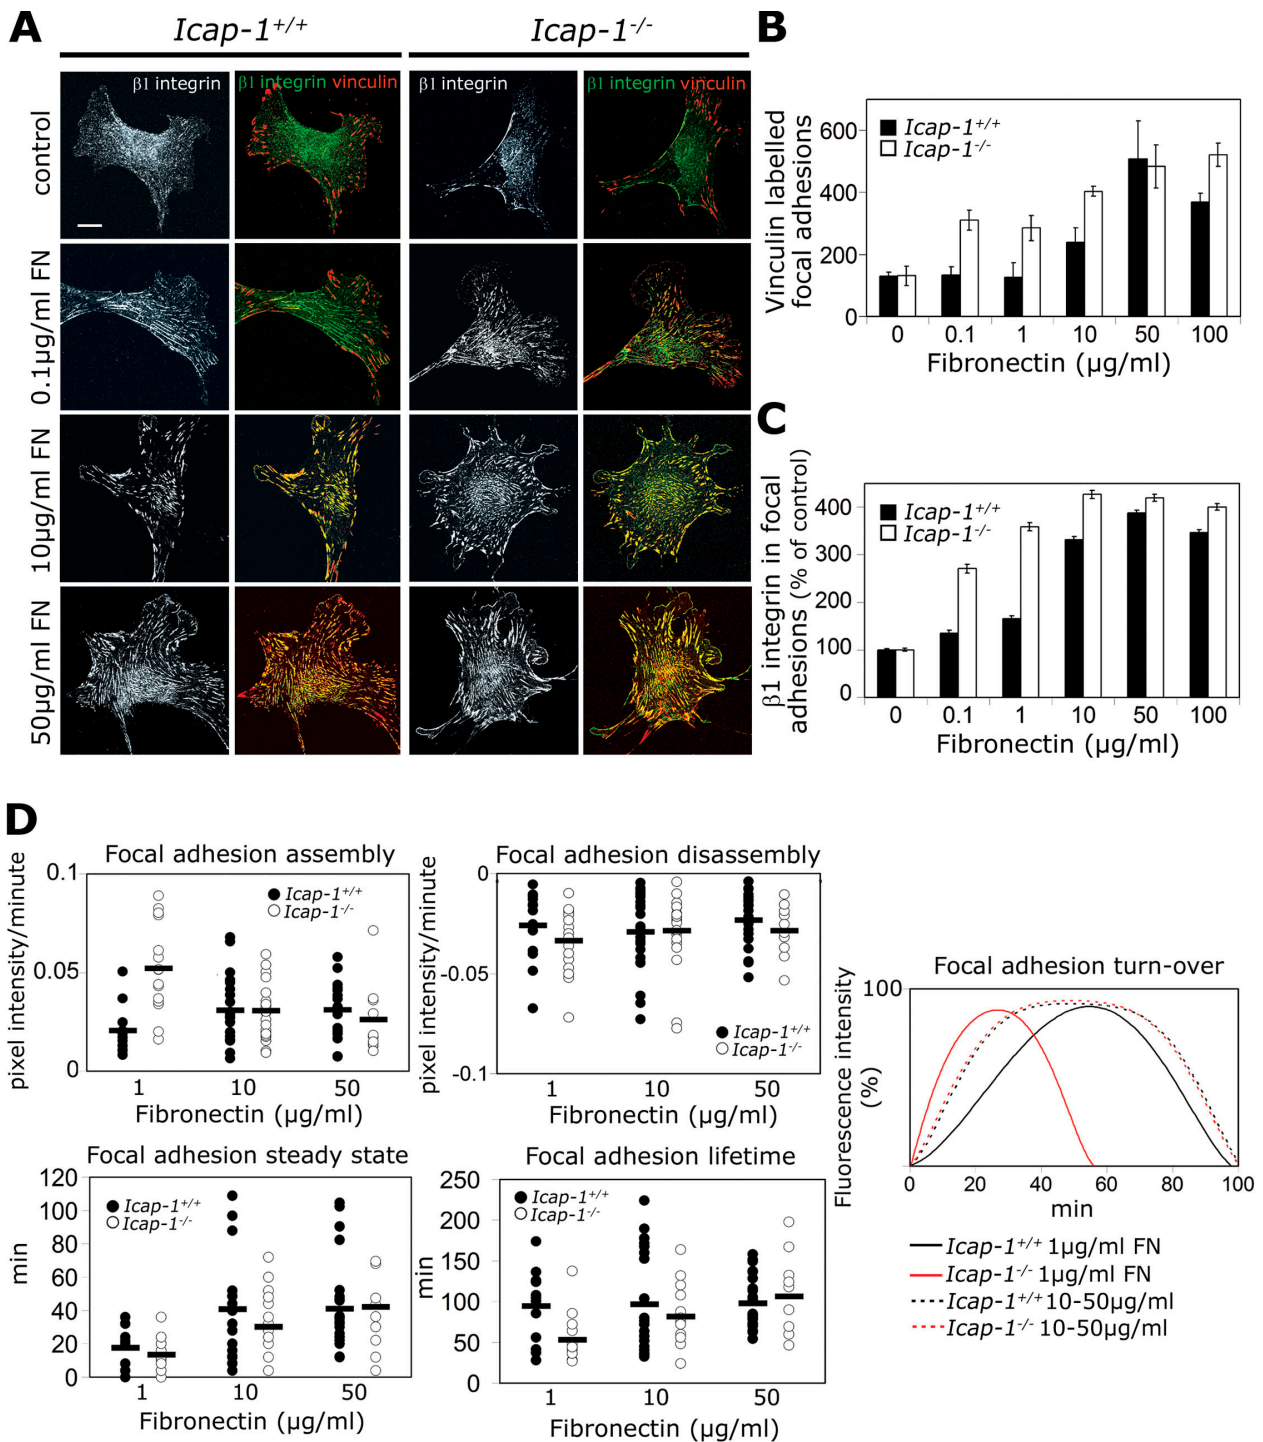 A
Icap-1+/+
Icap-1-/-
β1 integrin
β1 integrin vinculin
β1 integrin
β1 integrin vinculin
control
0.1µg/ml FN
10µg/ml FN
50µg/ml FN
B
Vinculin labelled
focal adhesions
600
400
200
0
Icap-1+/+
Icap-1-/-
0 0.1 1 10 50 100
Fibronectin (µg/ml)
C
β1 integrin in focal
adhesions (% of control)
400
300
200
100
0
Icap-1+/+
Icap-1-/-
0 0.1 1 10 50 100
Fibronectin (µg/ml)
D
Focal adhesion assembly
pixel intensity/minute
0.1
0.05
0
Icap-1+/+
Icap-1-/-
1 10 50
Fibronectin (µg/ml)
Focal adhesion disassembly
pixel intensity/minute
0
-0.05
-0.1
Icap-1+/+
Icap-1-/-
1 10 50
Fibronectin (µg/ml)
Focal adhesion steady state
min
120
100
80
60
40
20
0
Icap-1+/+
Icap-1-/-
1 10 50
Fibronectin (µg/ml)
Focal adhesion lifetime
min
250
200
150
100
50
0
Icap-1+/+
Icap-1-/-
1 10 50
Fibronectin (µg/ml)
Focal adhesion turn-over
Fluorescence intensity
(%)
100
0 20 40 60 80 100
min
Icap-1+/+ 1µg/ml FN
Icap-1-/- 1µg/ml FN
Icap-1+/+ 10-50µg/ml
Icap-1-/- 10-50µg/ml